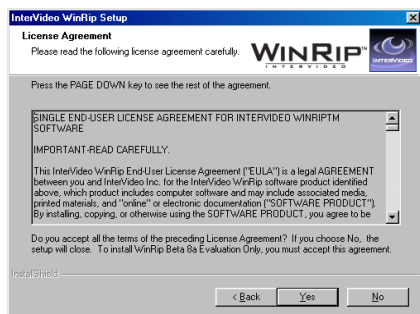 InterVideo WinRip Setup
License Agreement
Please read the following license agreement carefully.
WINRIP™
INTERVIDEO
INTERVIDEO
Press the PAGE DOWN key to see the rest of the agreement.
SINGLE END-USER LICENSE AGREEMENT FOR INTERVIDEO WINRIPTM
SOFTWARE
IMPORTANT-READ CAREFULLY.
This InterVideo WinRip End-User License Agreement ("EULA") is a legal AGREEMENT
between you and InterVideo Inc. for the InterVideo WinRip software product identified
above, which product includes computer software and may include associated media,
printed materials, and "online" or electronic documentation ("SOFTWARE PRODUCT").
By installing, copying, or otherwise using the SOFTWARE PRODUCT, you agree to be
Do you accept all the terms of the preceding License Agreement? If you choose No, the
setup will close. To install WinRip Beta 8a Evaluation Only, you must accept this agreement.
InstallShield
< Back
Yes
No